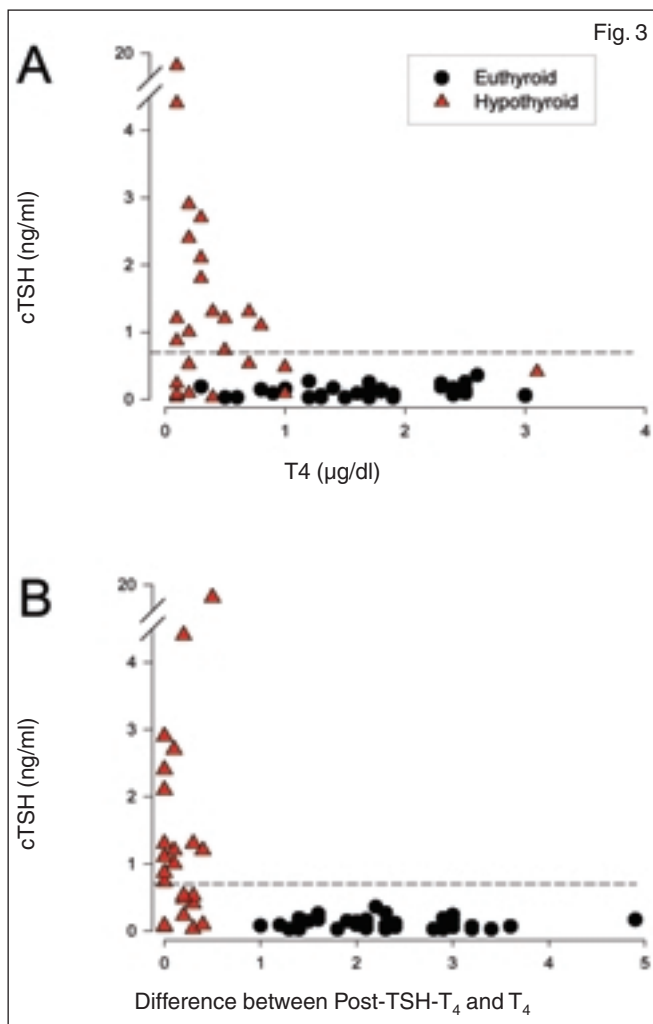 Fig. 3
A
20
4
3
2
1
0
cTSH (ng/ml)
Euthyroid
Hypothyroid
0 1 2 3 4
T4 (µg/dl)
B
20
4
3
2
1
0
cTSH (ng/ml)
0 1 2 3 4 5
Difference between Post-TSH-T4 and T4